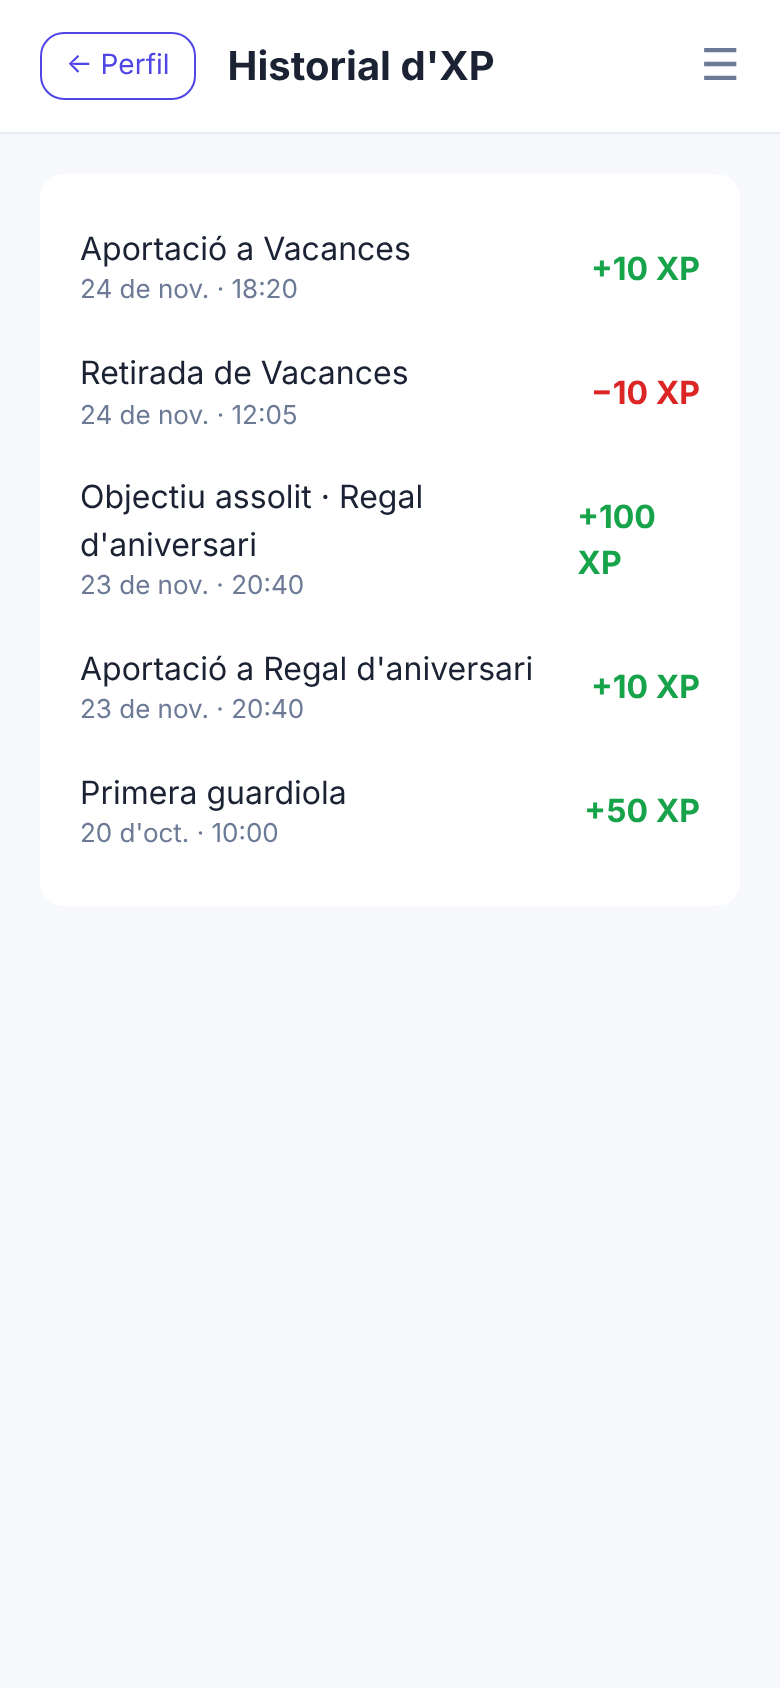 ← Perfil
Historial d'XP
☰
Aportació a Vacances
24 de nov. · 18:20
+10 XP
Retirada de Vacances
24 de nov. · 12:05
−10 XP
Objectiu assolit · Regal
d'aniversari
23 de nov. · 20:40
+100
XP
Aportació a Regal d'aniversari
23 de nov. · 20:40
+10 XP
Primera guardiola
20 d'oct. · 10:00
+50 XP